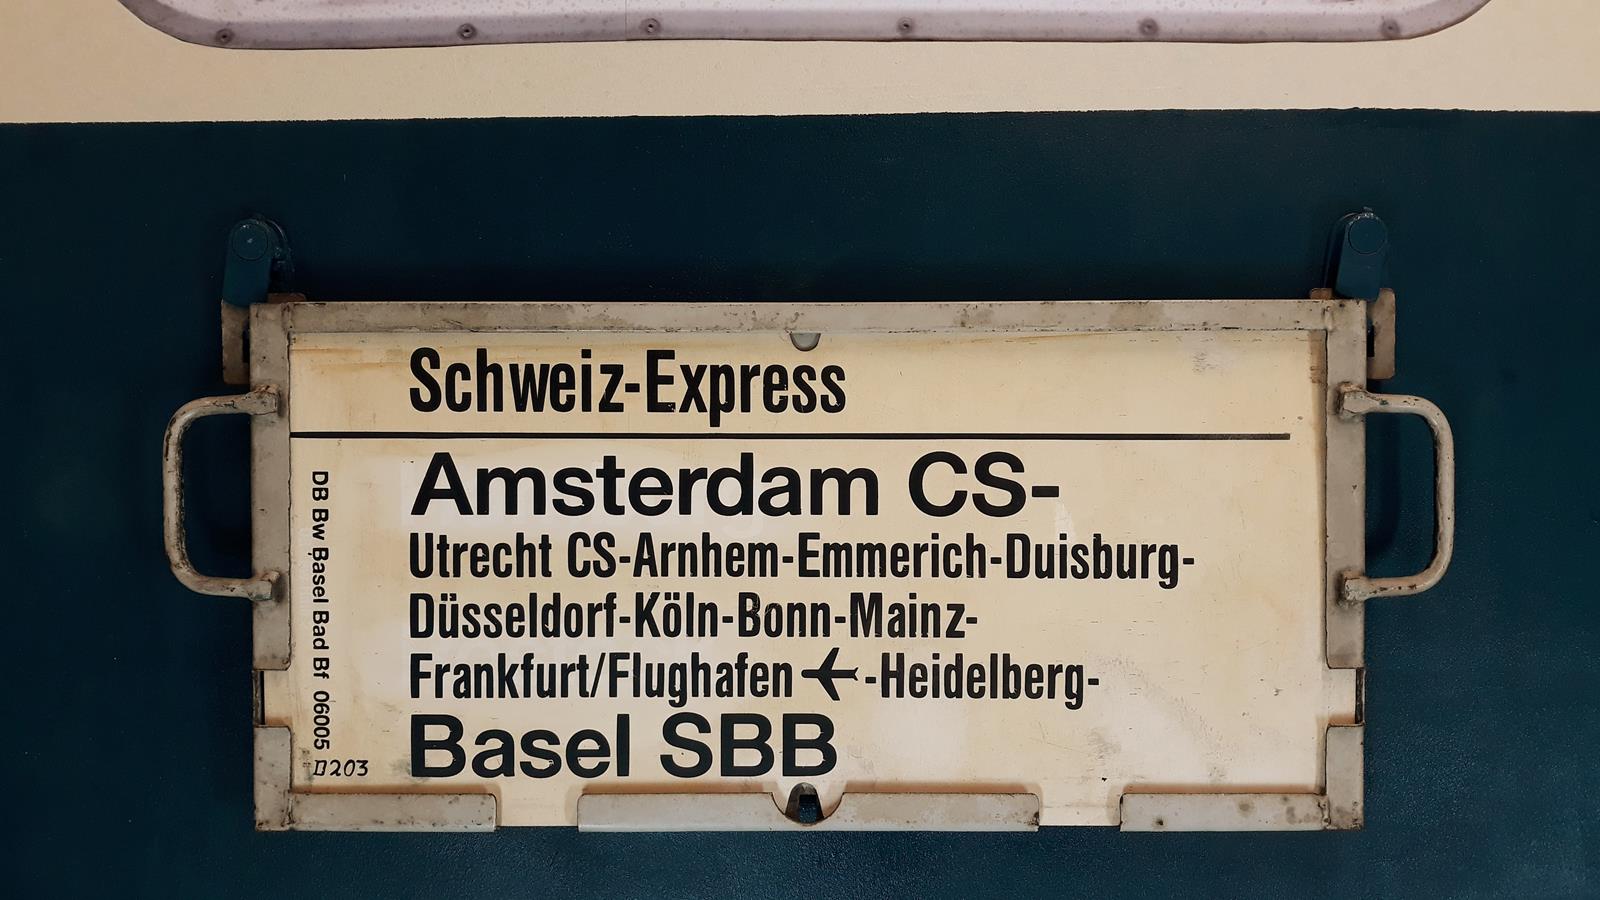 Schweiz-Express
Amsterdam CS-
Utrecht CS-Arnhem-Emmerich-Duisburg-
Düsseldorf-Köln-Bonn-Mainz-
Frankfurt/Flughafen-Heidelberg-
Basel SBB
DB Bw Basel Bad Bf 06005
D203